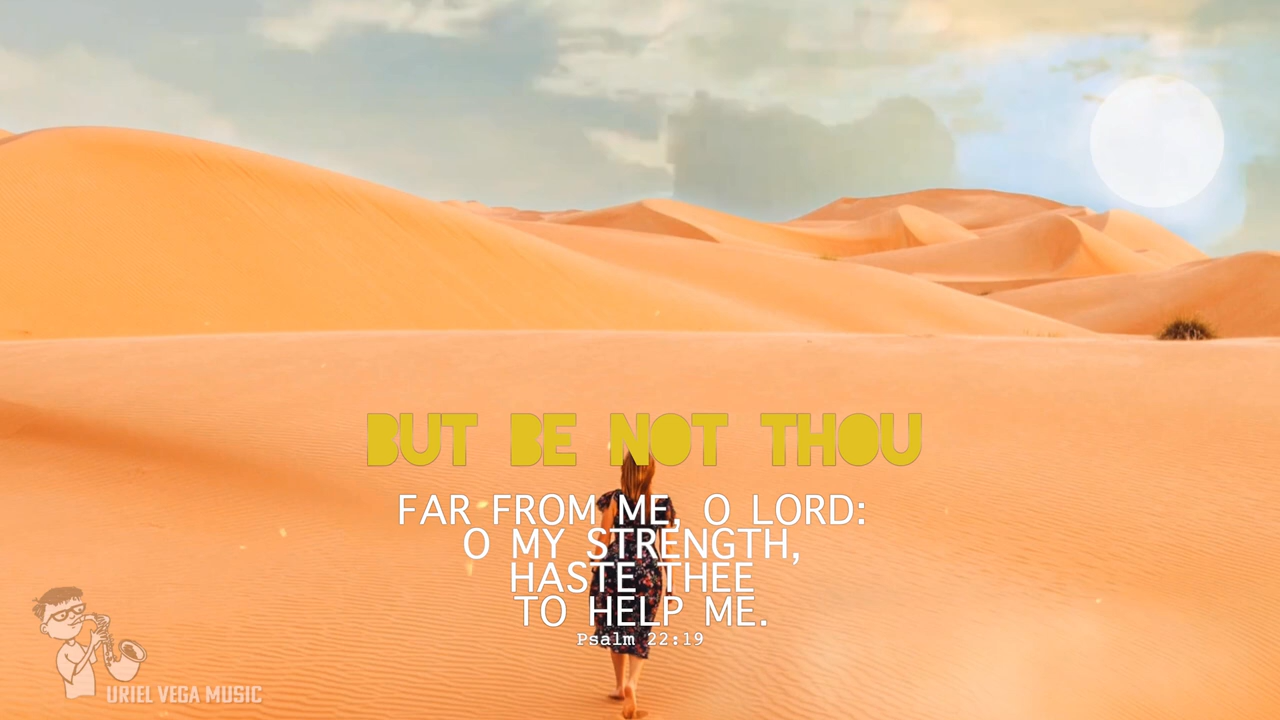 BUT BE NOT THOU
FAR FROM ME, O LORD:
O MY STRENGTH,
HASTE THEE
TO HELP ME.
Psalm 22:19
URIEL VEGA MUSIC